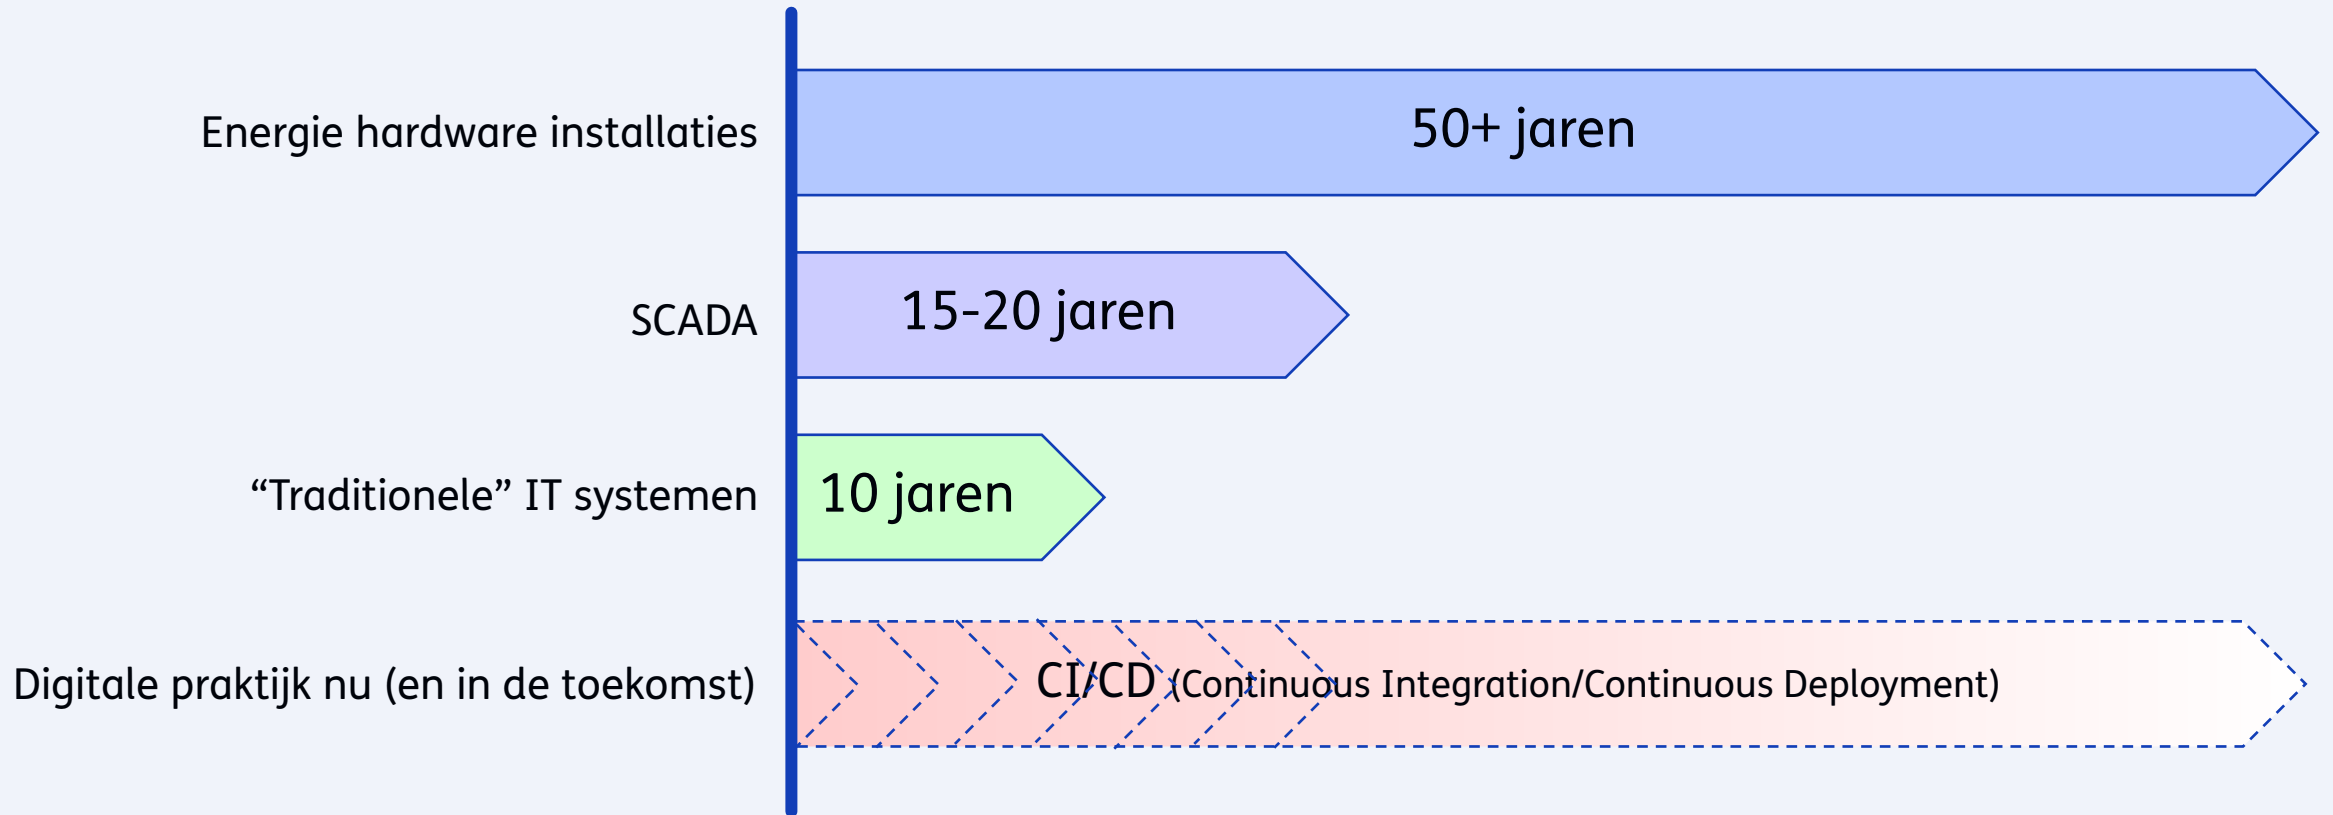 Energie hardware installaties
50+ jaren
SCADA
15-20 jaren
“Traditionele” IT systemen
10 jaren
Digitale praktijk nu (en in de toekomst)
CI/CD (Continuous Integration/Continuous Deployment)